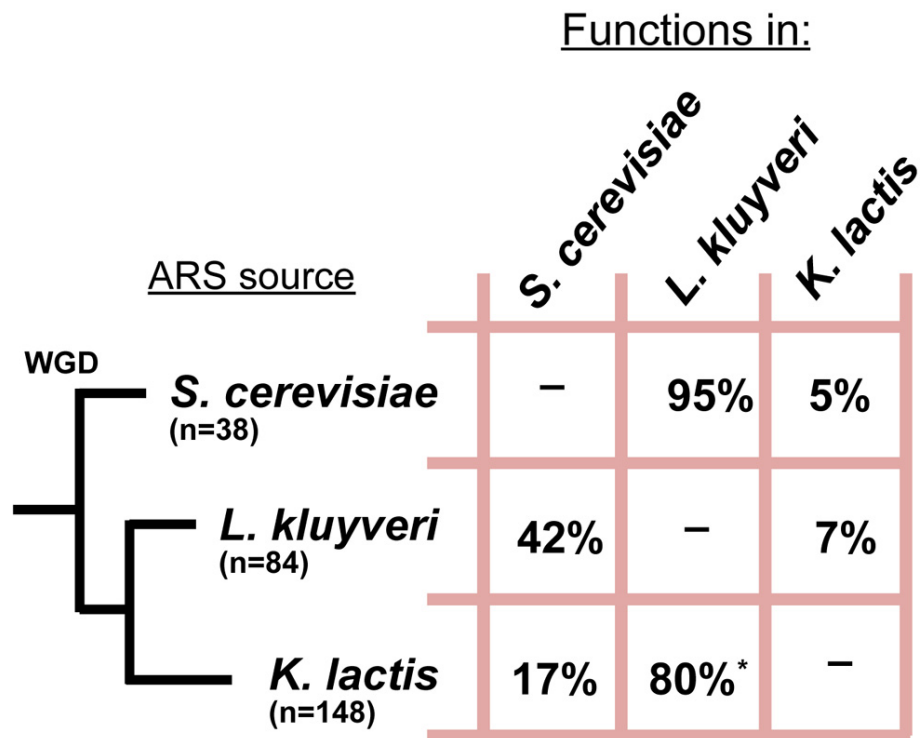 Functions in:
S. cerevisiae
L. kluyveri
K. lactis
ARS source
WGD
S. cerevisiae
(n=38)
– 95% 5%
L. kluyveri
(n=84)
42% – 7%
K. lactis
(n=148)
17% 80%* –